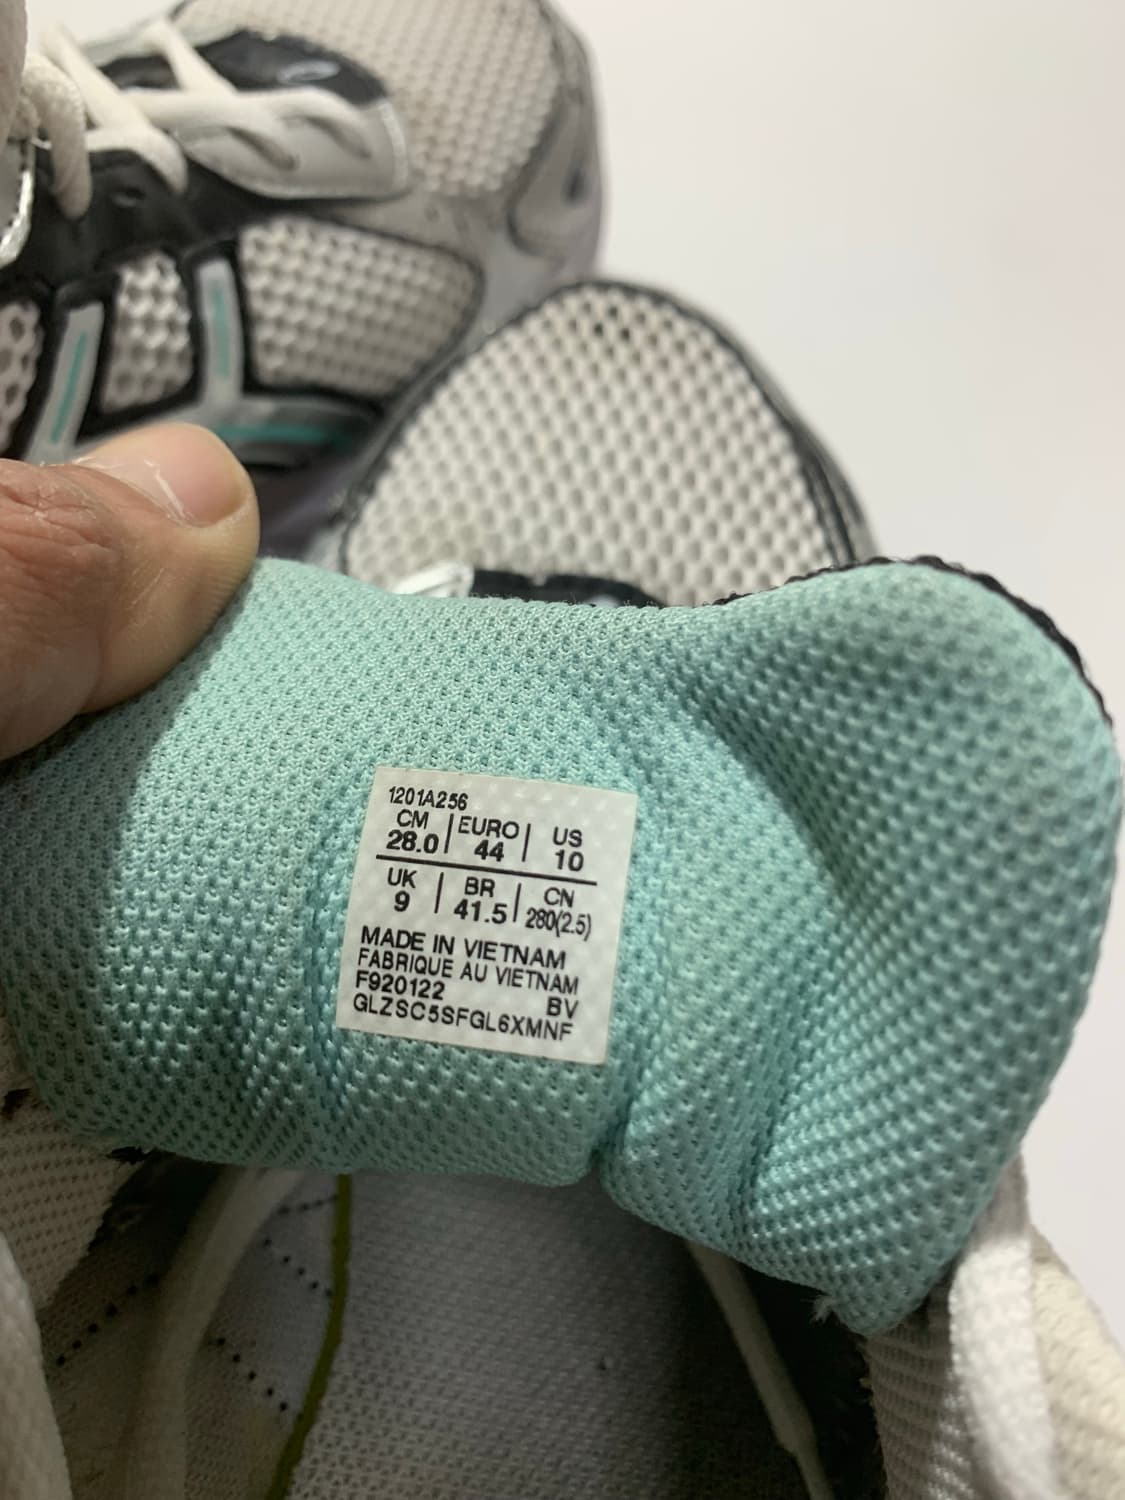 1201A256
CM | EURO | US
28.0 | 44 | 10
UK | BR | CN
9 | 41.5 | 280(2.5)
MADE IN VIETNAM
FABRIQUE AU VIETNAM
F920122 BV
GLZSC5SFGL6XMNF